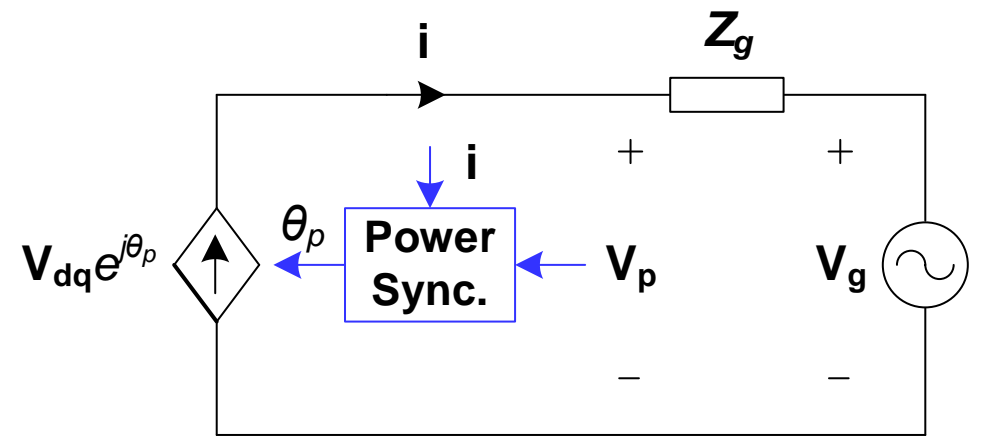 i
Z_g
+
+
i
θ_p
Power
Sync.
V_dq e^{jθ_p}
V_p
V_g
−
−